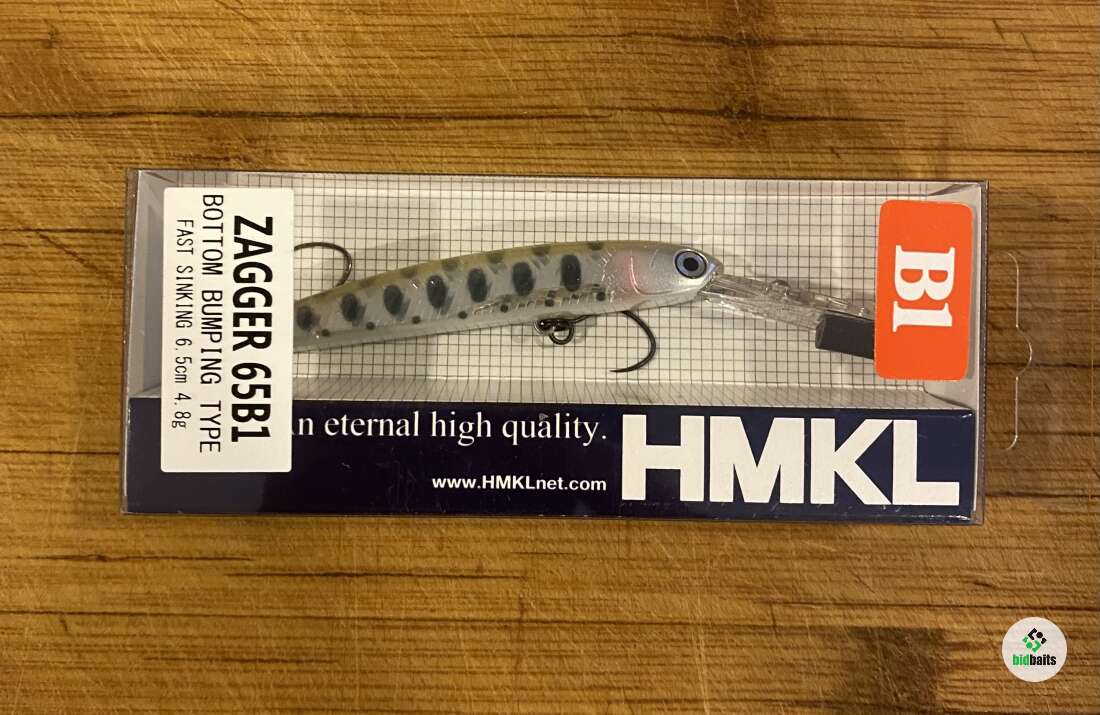 ZAGGER 65B1
BOTTOM BUMPING TYPE
FAST SINKING 6.5cm 4.8g
B1
n eternal high quality.
www.HMKLnet.com
HMKL
bidbaits